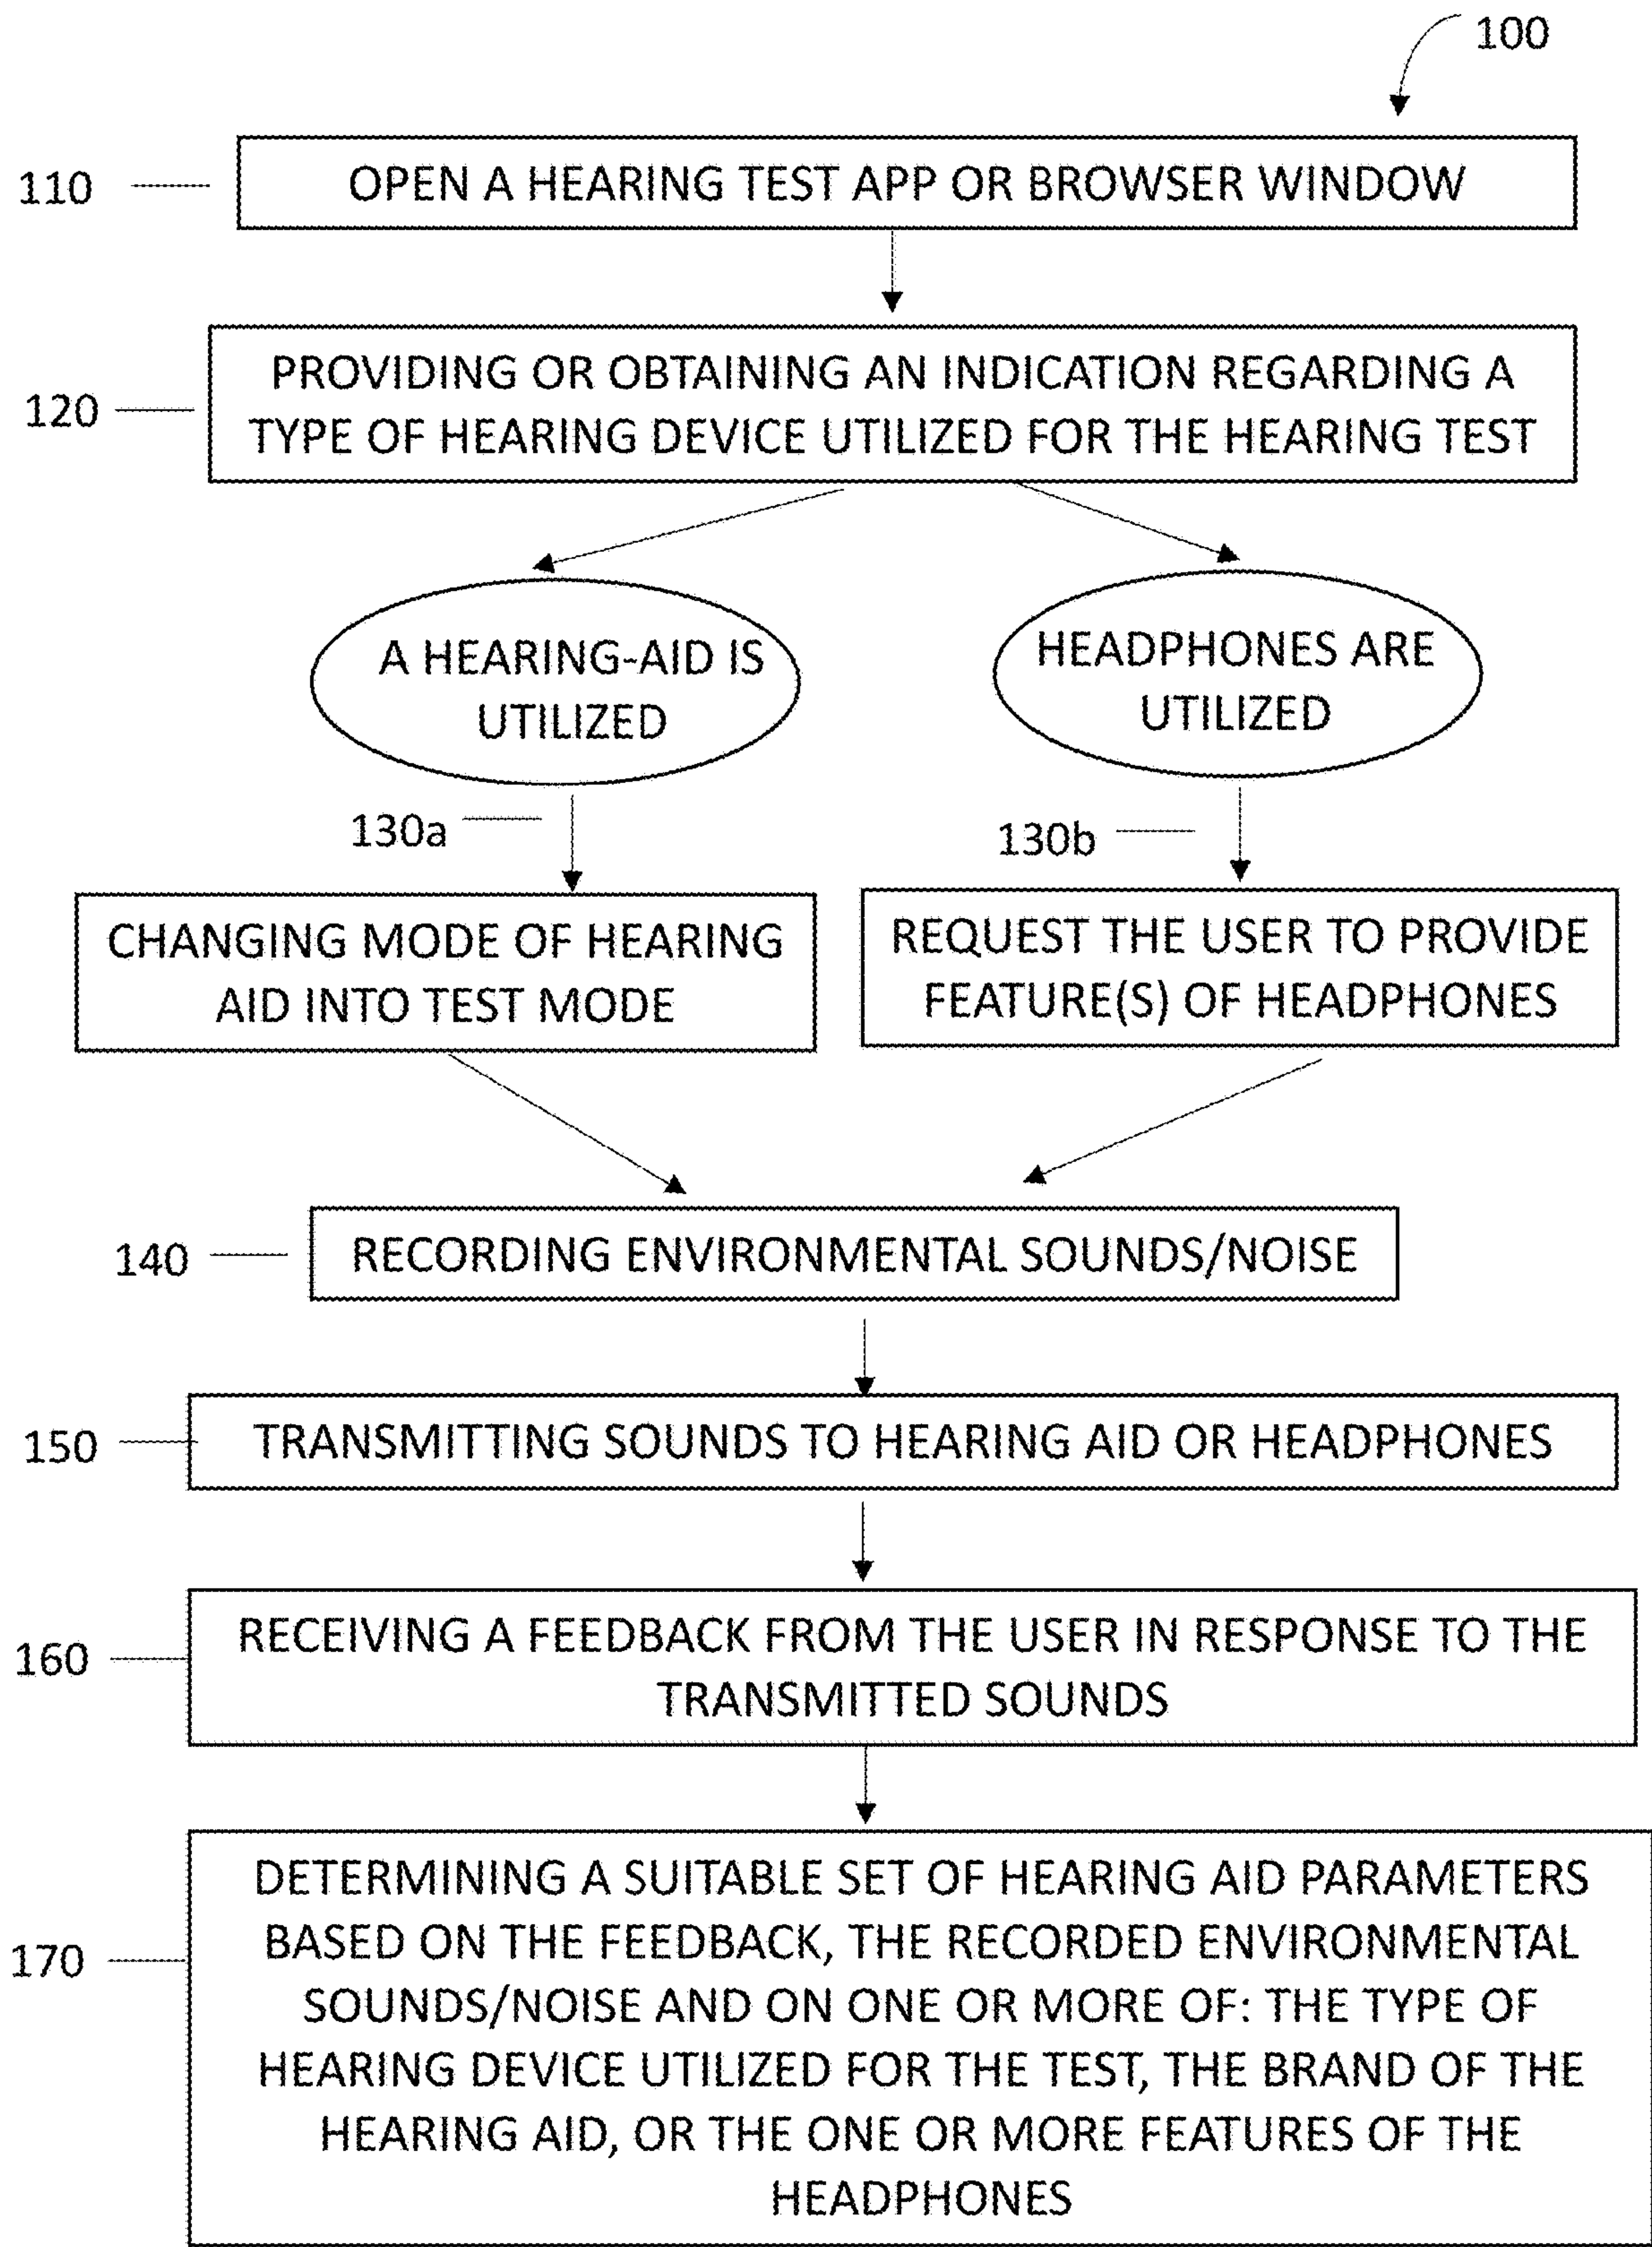 100
110
OPEN A HEARING TEST APP OR BROWSER WINDOW
120
PROVIDING OR OBTAINING AN INDICATION REGARDING A
TYPE OF HEARING DEVICE UTILIZED FOR THE HEARING TEST
A HEARING-AID IS
UTILIZED
HEADPHONES ARE
UTILIZED
130a
130b
CHANGING MODE OF HEARING
AID INTO TEST MODE
REQUEST THE USER TO PROVIDE
FEATURE(S) OF HEADPHONES
140
RECORDING ENVIRONMENTAL SOUNDS/NOISE
150
TRANSMITTING SOUNDS TO HEARING AID OR HEADPHONES
160
RECEIVING A FEEDBACK FROM THE USER IN RESPONSE TO THE
TRANSMITTED SOUNDS
170
DETERMINING A SUITABLE SET OF HEARING AID PARAMETERS
BASED ON THE FEEDBACK, THE RECORDED ENVIRONMENTAL
SOUNDS/NOISE AND ON ONE OR MORE OF: THE TYPE OF
HEARING DEVICE UTILIZED FOR THE TEST, THE BRAND OF THE
HEARING AID, OR THE ONE OR MORE FEATURES OF THE
HEADPHONES